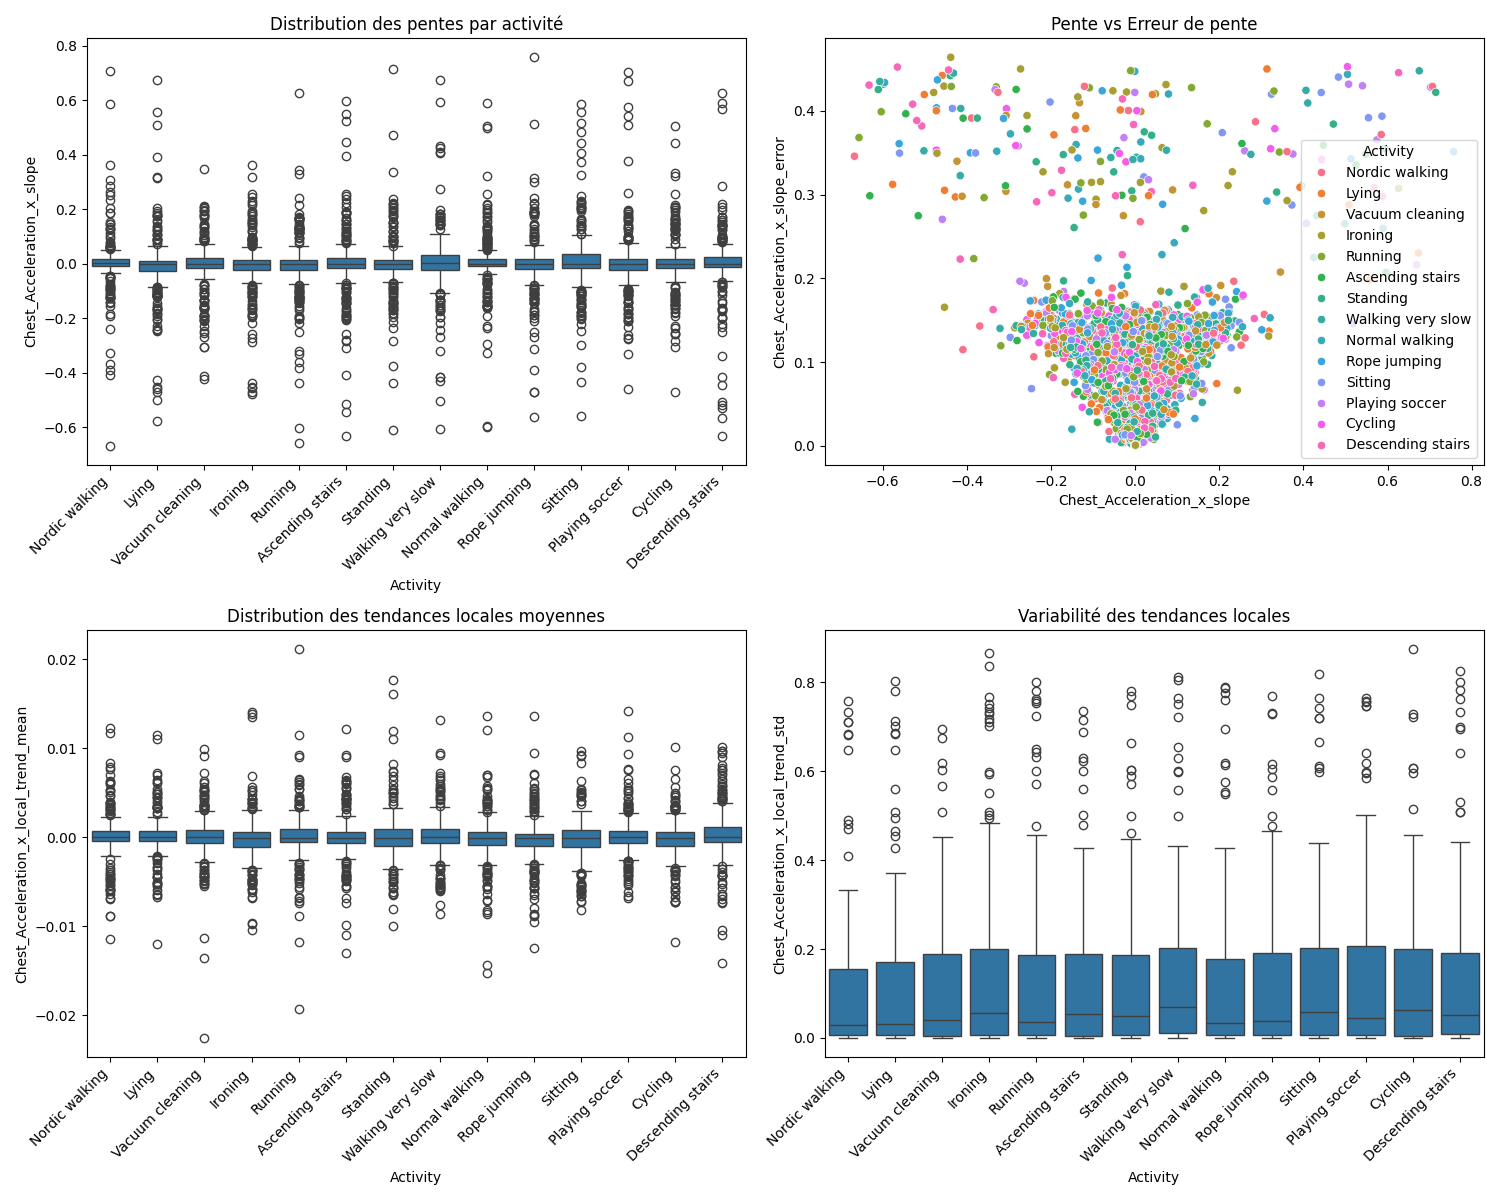 Distribution des pentes par activité
Chest_Acceleration_x_slope
0.8
0.6
0.4
0.2
0.0
−0.2
−0.4
−0.6
Nordic walking
Lying
Vacuum cleaning
Ironing
Running
Ascending stairs
Standing
Walking very slow
Normal walking
Rope jumping
Sitting
Playing soccer
Cycling
Descending stairs
Activity
Pente vs Erreur de pente
Chest_Acceleration_x_slope_error
0.4
0.3
0.2
0.1
0.0
−0.6
−0.4
−0.2
0.0
0.2
0.4
0.6
0.8
Chest_Acceleration_x_slope
Activity
Nordic walking
Lying
Vacuum cleaning
Ironing
Running
Ascending stairs
Standing
Walking very slow
Normal walking
Rope jumping
Sitting
Playing soccer
Cycling
Descending stairs
Distribution des tendances locales moyennes
Chest_Acceleration_x_local_trend_mean
0.02
0.01
0.00
−0.01
−0.02
Nordic walking
Lying
Vacuum cleaning
Ironing
Running
Ascending stairs
Standing
Walking very slow
Normal walking
Rope jumping
Sitting
Playing soccer
Cycling
Descending stairs
Activity
Variabilité des tendances locales
Chest_Acceleration_x_local_trend_std
0.8
0.6
0.4
0.2
0.0
Nordic walking
Lying
Vacuum cleaning
Ironing
Running
Ascending stairs
Standing
Walking very slow
Normal walking
Rope jumping
Sitting
Playing soccer
Cycling
Descending stairs
Activity